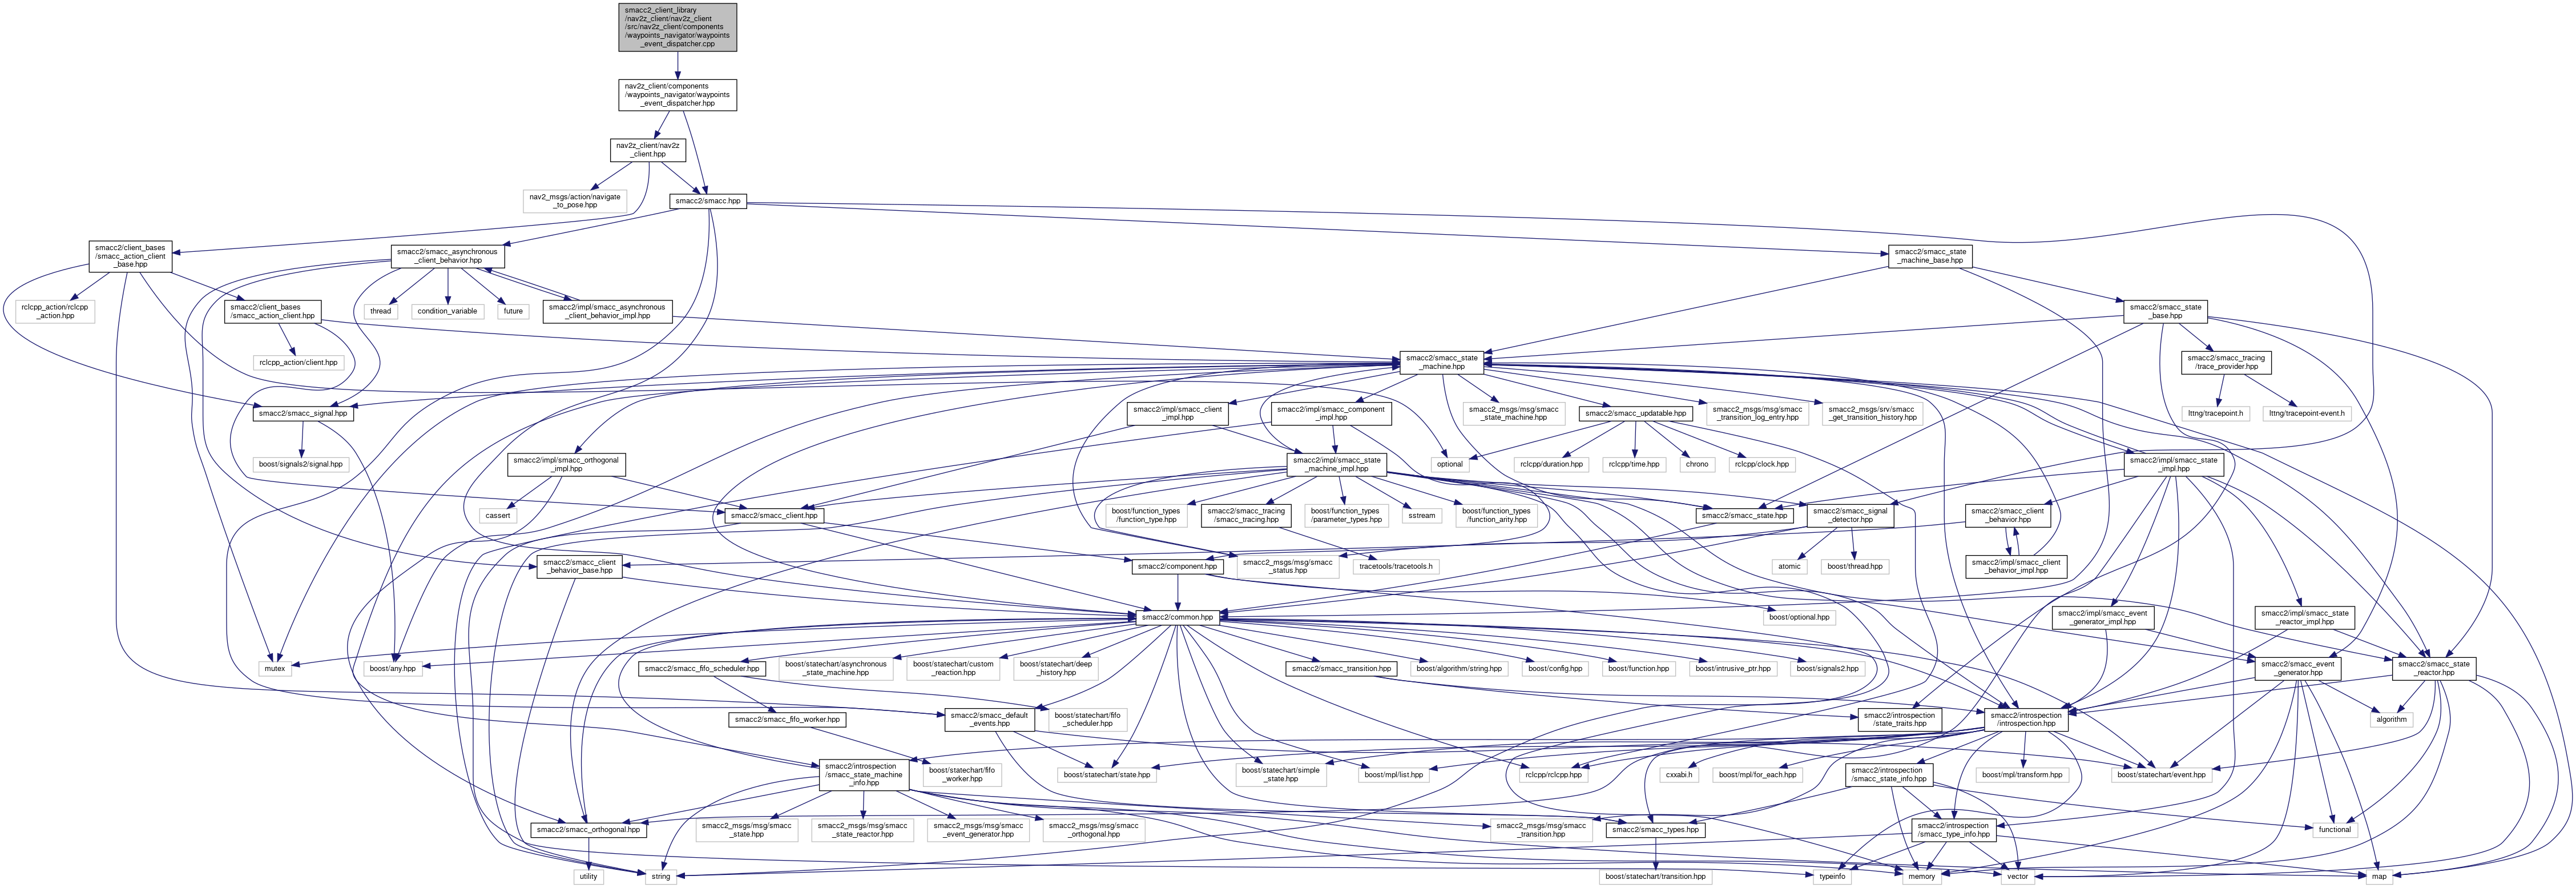 smacc2_client_library
/nav2z_client/nav2z_client
/src/nav2z_client/components
/waypoints_navigator/waypoints
_event_dispatcher.cpp
nav2z_client/components
/waypoints_navigator/waypoints
_event_dispatcher.hpp
nav2z_client/nav2z
_client.hpp
nav2_msgs/action/navigate
_to_pose.hpp
smacc2/smacc.hpp
smacc2/client_bases
/smacc_action_client
_base.hpp
smacc2/smacc_asynchronous
_client_behavior.hpp
smacc2/smacc_state
_machine_base.hpp
rclcpp_action/rclcpp
_action.hpp
smacc2/client_bases
/smacc_action_client.hpp
thread
condition_variable
future
smacc2/impl/smacc_asynchronous
_client_behavior_impl.hpp
smacc2/smacc_state
_base.hpp
rclcpp_action/client.hpp
smacc2/smacc_state
_machine.hpp
smacc2/smacc_tracing
/trace_provider.hpp
smacc2/smacc_signal.hpp
smacc2/impl/smacc_client
_impl.hpp
smacc2/impl/smacc_component
_impl.hpp
smacc2_msgs/msg/smacc
_state_machine.hpp
smacc2/smacc_updatable.hpp
smacc2_msgs/msg/smacc
_transition_log_entry.hpp
smacc2_msgs/srv/smacc
_get_transition_history.hpp
lttng/tracepoint.h
lttng/tracepoint-event.h
boost/signals2/signal.hpp
smacc2/impl/smacc_orthogonal
_impl.hpp
smacc2/impl/smacc_state
_machine_impl.hpp
optional
rclcpp/duration.hpp
rclcpp/time.hpp
chrono
rclcpp/clock.hpp
smacc2/impl/smacc_state
_impl.hpp
cassert
smacc2/smacc_client.hpp
boost/function_types
/function_type.hpp
smacc2/smacc_tracing
/smacc_tracing.hpp
boost/function_types
/parameter_types.hpp
sstream
boost/function_types
/function_arity.hpp
smacc2/smacc_state.hpp
smacc2/smacc_signal
_detector.hpp
smacc2/smacc_client
_behavior.hpp
smacc2/smacc_client
_behavior_base.hpp
smacc2/component.hpp
smacc2_msgs/msg/smacc
_status.hpp
tracetools/tracetools.h
atomic
boost/thread.hpp
smacc2/impl/smacc_client
_behavior_impl.hpp
smacc2/common.hpp
boost/optional.hpp
smacc2/impl/smacc_event
_generator_impl.hpp
smacc2/impl/smacc_state
_reactor_impl.hpp
mutex
boost/any.hpp
smacc2/smacc_fifo_scheduler.hpp
boost/statechart/asynchronous
_state_machine.hpp
boost/statechart/custom
_reaction.hpp
boost/statechart/deep
_history.hpp
smacc2/smacc_transition.hpp
boost/algorithm/string.hpp
boost/config.hpp
boost/function.hpp
boost/intrusive_ptr.hpp
boost/signals2.hpp
smacc2/smacc_event
_generator.hpp
smacc2/smacc_state
_reactor.hpp
smacc2/smacc_fifo_worker.hpp
smacc2/smacc_default
_events.hpp
boost/statechart/fifo
_scheduler.hpp
smacc2/introspection
/state_traits.hpp
smacc2/introspection
/introspection.hpp
algorithm
smacc2/introspection
/smacc_state_machine
_info.hpp
boost/statechart/fifo
_worker.hpp
boost/statechart/state.hpp
boost/statechart/simple
_state.hpp
boost/mpl/list.hpp
rclcpp/rclcpp.hpp
cxxabi.h
boost/mpl/for_each.hpp
smacc2/introspection
/smacc_state_info.hpp
boost/mpl/transform.hpp
boost/statechart/event.hpp
smacc2/smacc_orthogonal.hpp
smacc2_msgs/msg/smacc
_state.hpp
smacc2_msgs/msg/smacc
_state_reactor.hpp
smacc2_msgs/msg/smacc
_event_generator.hpp
smacc2_msgs/msg/smacc
_orthogonal.hpp
smacc2_msgs/msg/smacc
_transition.hpp
smacc2/smacc_types.hpp
smacc2/introspection
/smacc_type_info.hpp
functional
utility
string
boost/statechart/transition.hpp
typeinfo
memory
vector
map